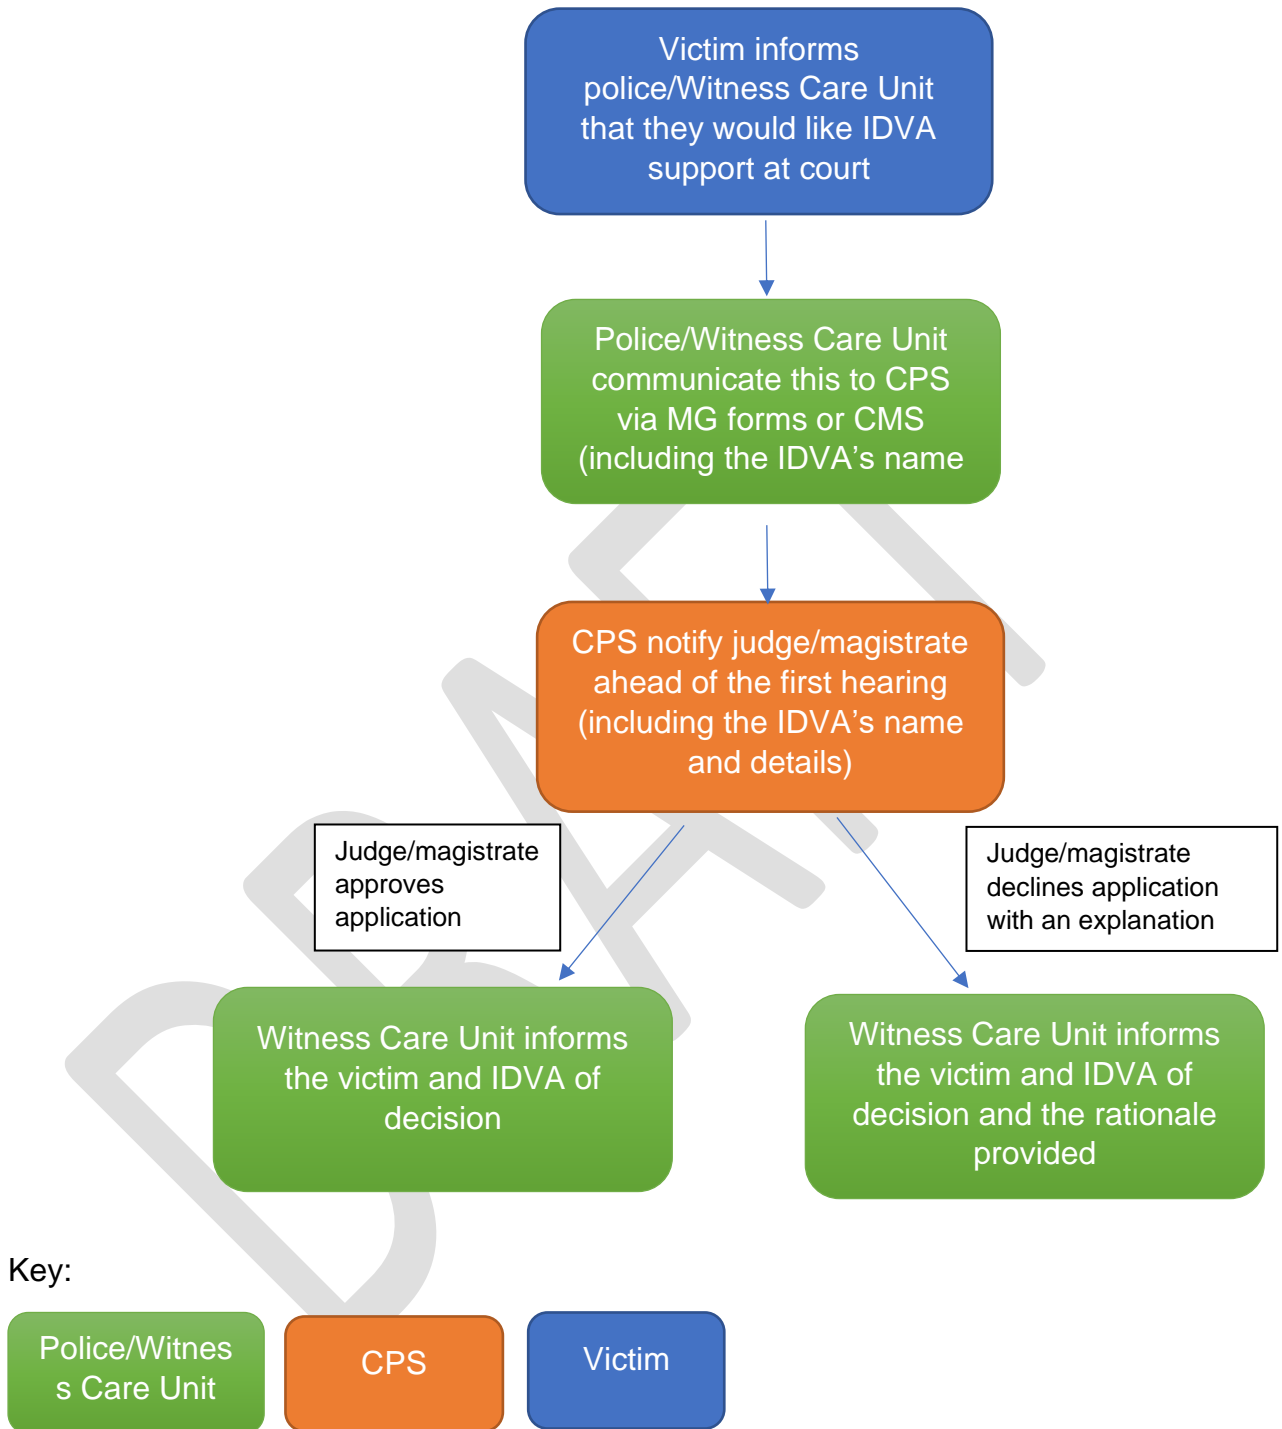 Victim informs
police/Witness Care Unit
that they would like IDVA
support at court
Police/Witness Care Unit
communicate this to CPS
via MG forms or CMS
(including the IDVA’s name
CPS notify judge/magistrate
ahead of the first hearing
(including the IDVA’s name
and details)
Judge/magistrate
approves
application
Judge/magistrate
declines application
with an explanation
Witness Care Unit informs
the victim and IDVA of
decision
Witness Care Unit informs
the victim and IDVA of
decision and the rationale
provided
DRAFT
Key:
Police/Witnes
s Care Unit
CPS
Victim